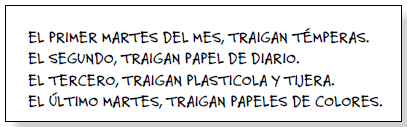 EL PRIMER MARTES DEL MES, TRAIGAN TÉMPERAS.
EL SEGUNDO, TRAIGAN PAPEL DE DIARIO.
EL TERCERO, TRAIGAN PLASTICOLA Y TIJERA.
EL ÚLTIMO MARTES, TRAIGAN PAPELES DE COLORES.